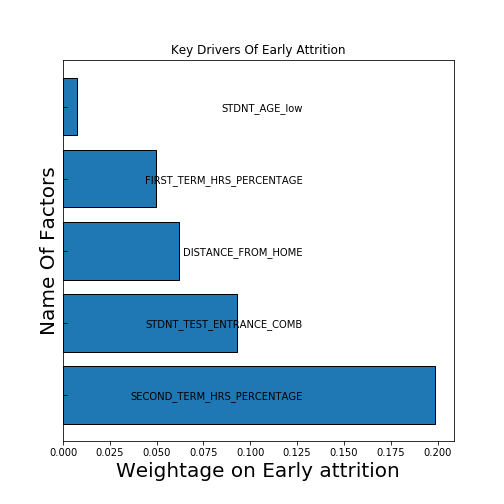 Key Drivers Of Early Attrition
Name Of Factors
STDNT_AGE_low
FIRST_TERM_HRS_PERCENTAGE
DISTANCE_FROM_HOME
STDNT_TEST_ENTRANCE_COMB
SECOND_TERM_HRS_PERCENTAGE
0.000 0.025 0.050 0.075 0.100 0.125 0.150 0.175 0.200
Weightage on Early attrition